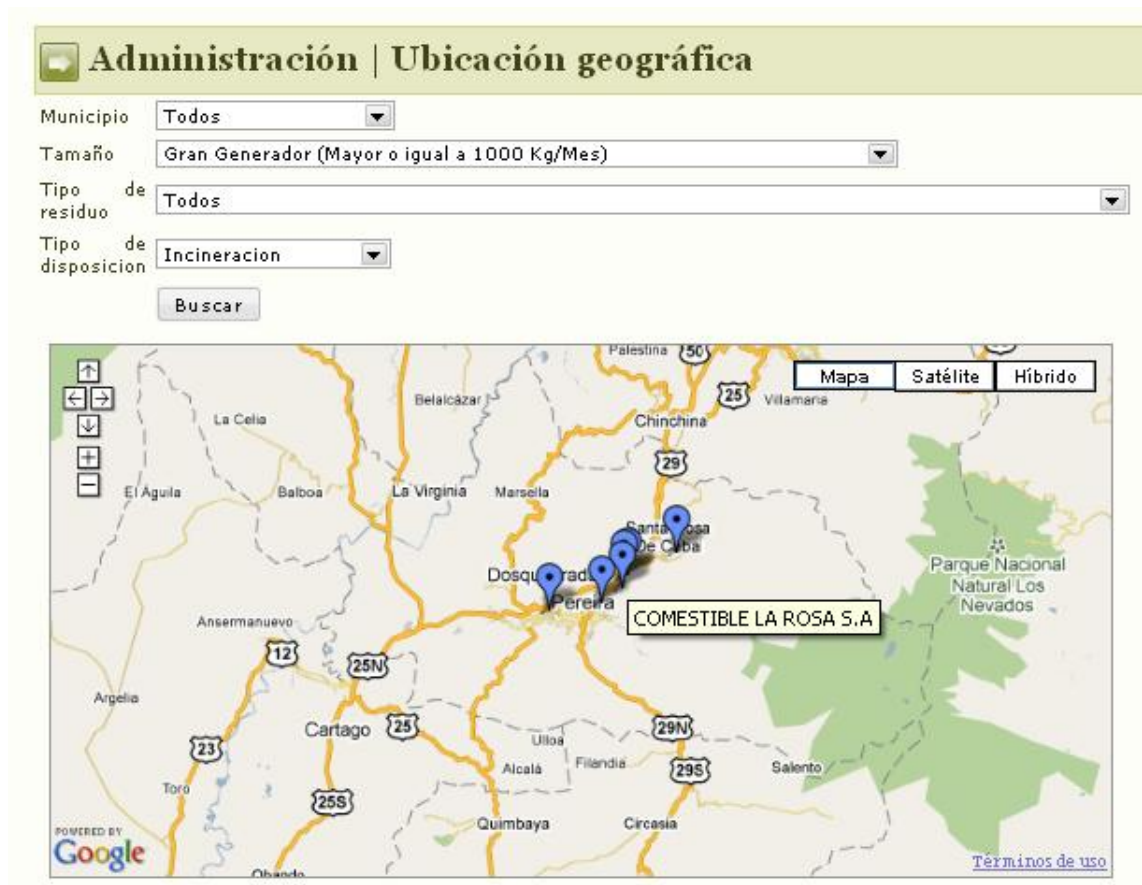 Administración | Ubicación geográfica
Municipio Todos
Tamaño Gran Generador (Mayor o igual a 1000 Kg/Mes)
Tipo de
residuo Todos
Tipo de
disposicion Incineracion
Buscar
Palestina 50
Mapa Satélite Híbrido
Belalcázar 25 Villamaria
La Celia Chinchina
29
El Aguila Balboa La Virginia Marsella
Santa Rosa
De Cabal
Dosquebradas
Parque Nacional
Natural Los
Nevados
Pereira
COMESTIBLE LA ROSA S.A
Ansermanuevo
12 25N
Argelia
Cartago 25 29N
23 Ulloa
Alcalá Filandia 29S Salento
Toro
25S
Quimbaya Circasia
POWERED BY
Google
Términos de uso
Obando